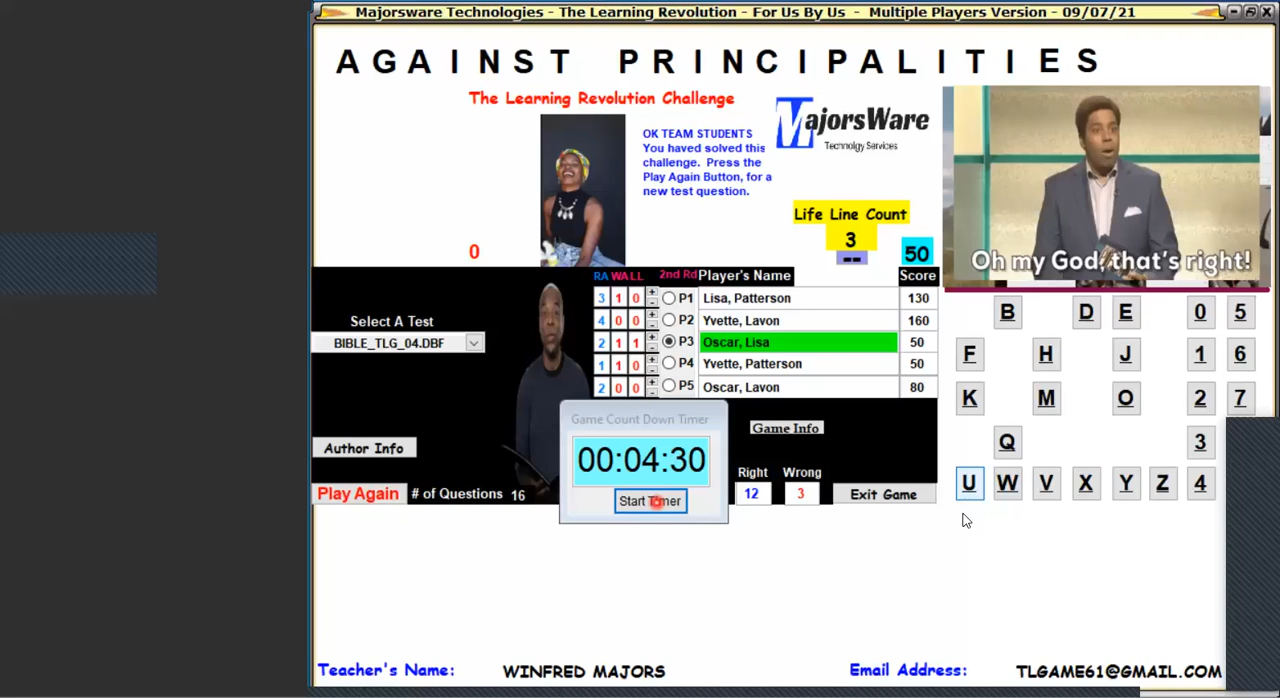 Majorsware Technologies - The Learning Revolution - For Us By Us - Multiple Players Version - 09/07/21
AGAINST PRINCIPALITIES
The Learning Revolution Challenge
OK TEAM STUDENTS
You haved solved this
challenge. Press the
Play Again Button, for a
new test question.
MajorsWare
Technolgy Services
Life Line Count
3
--
0
50
Oh my God, that's right!
RA WA LL 2nd Rd Player's Name Score
3 1 0 + - P1 Lisa, Patterson 130
4 0 0 + - P2 Yvette, Lavon 160
2 1 1 + - P3 Oscar, Lisa 50
1 1 0 + - P4 Yvette, Patterson 50
2 0 0 + - P5 Oscar, Lavon 80
Select A Test
BIBLE_TLG_04.DBF
Author Info
Play Again # of Questions 16
Game Count Down Timer
00:04:30
Start Timer
Game Info
Right Wrong
12 3
Exit Game
B D E 0 5
F H J 1 6
K M O 2 7
Q 3
U W V X Y Z 4
Teacher's Name: WINFRED MAJORS Email Address: TLGAME61@GMAIL.COM